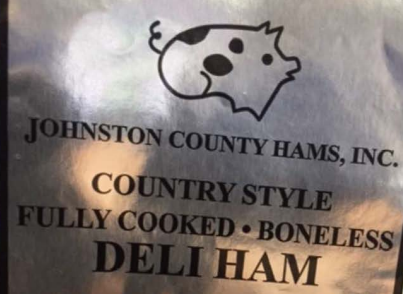 JOHNSTON COUNTY HAMS, INC.
COUNTRY STYLE
FULLY COOKED • BONELESS
DELI HAM